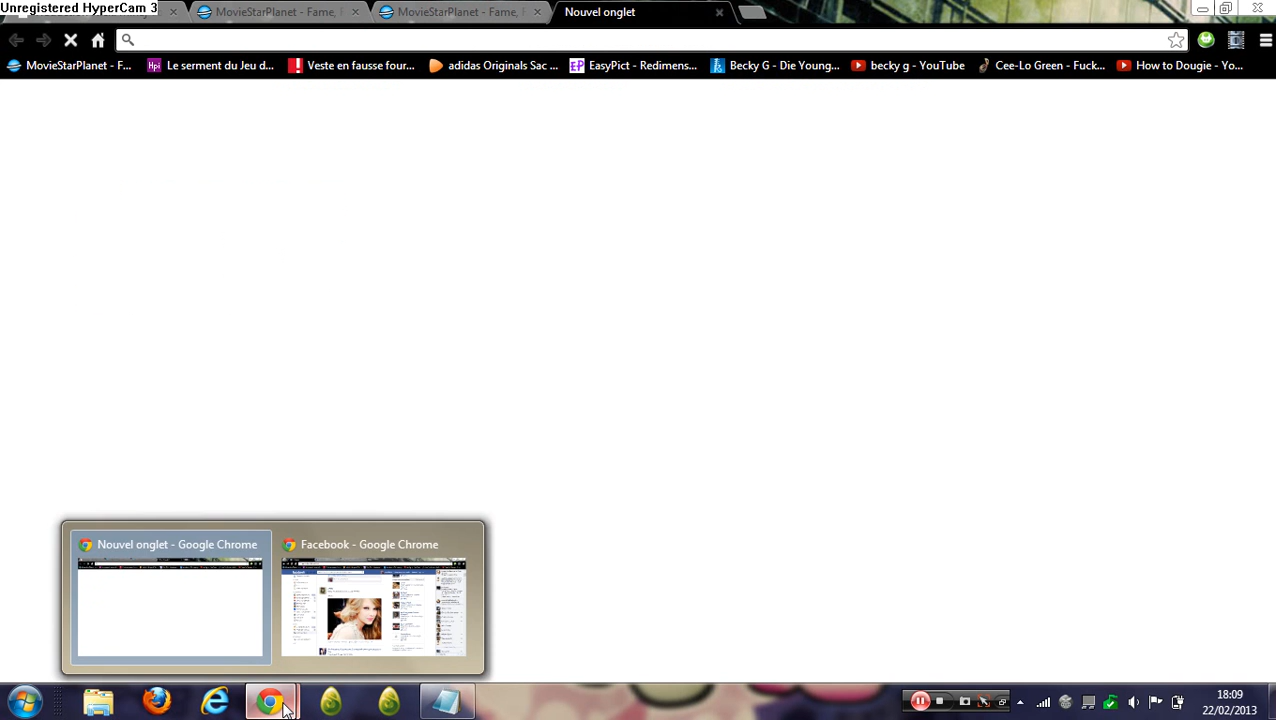 Unregistered HyperCam 3
MovieStarPlanet - Fame, F
MovieStarPlanet - Fame, F
Nouvel onglet
MovieStarPlanet - F...
Le serment du Jeu d...
Veste en fausse four...
adidas Originals Sac ...
EP EasyPict - Redimens...
Becky G - Die Young...
becky g - YouTube
Cee-Lo Green - Fuck...
How to Dougie - Yo...
Nouvel onglet - Google Chrome
Facebook - Google Chrome
18:09
22/02/2013